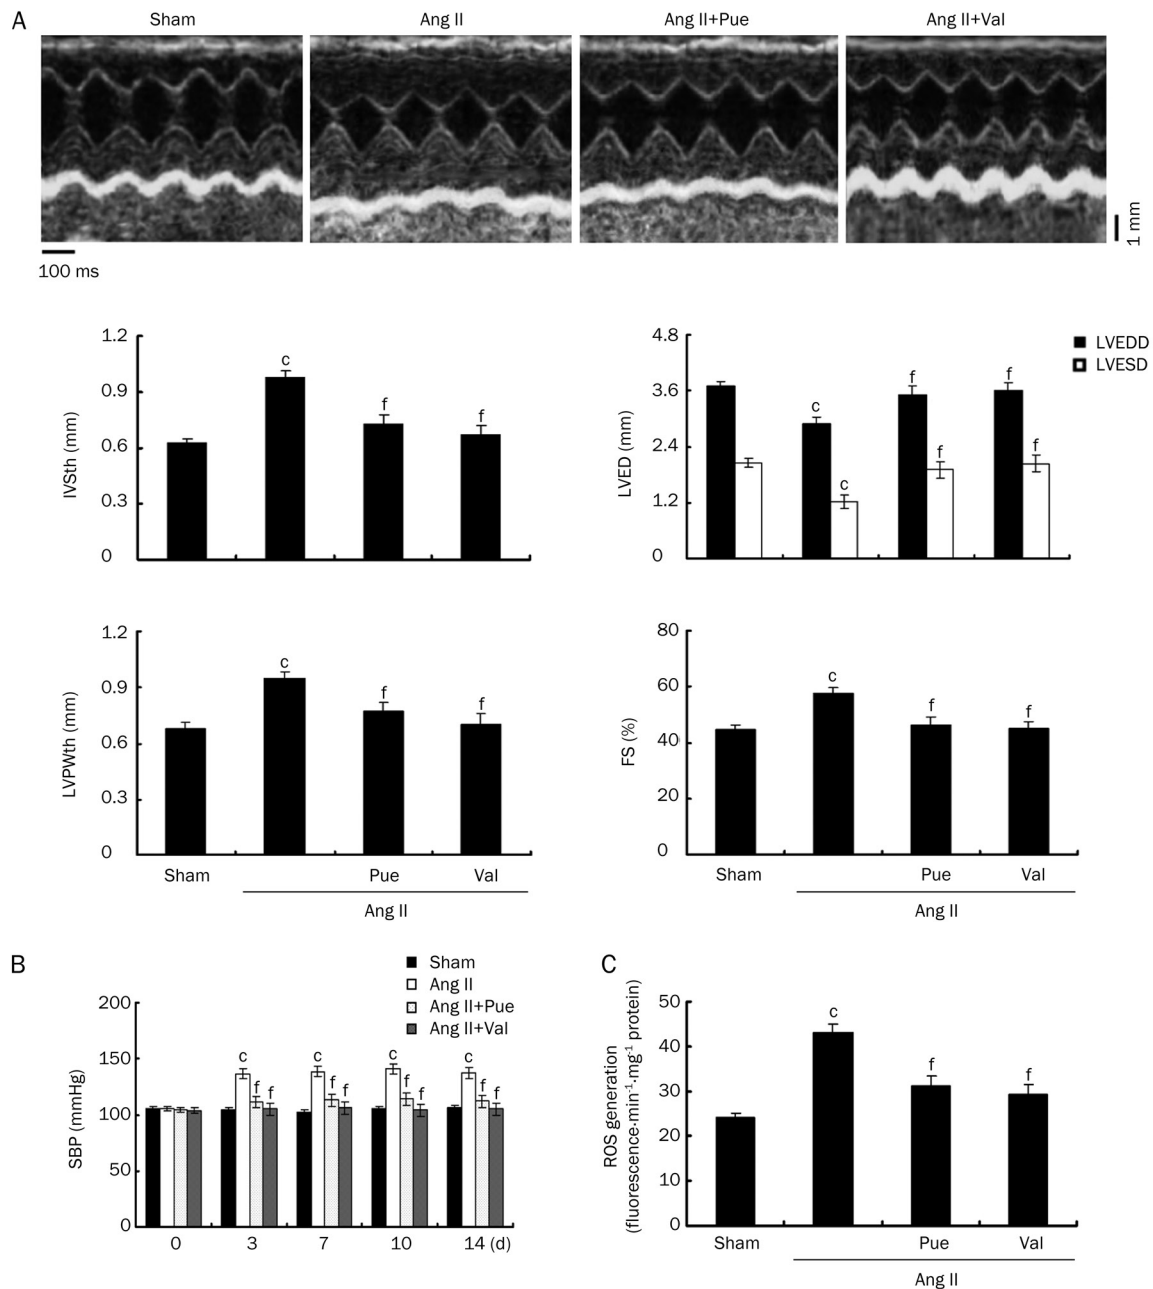 A
Sham Ang II Ang II+Pue Ang II+Val
1 mm
100 ms
IVSth (mm)
1.2
0.9
0.6
0.3
0
c
f
f
LVED (mm)
4.8
3.6
2.4
1.2
0
c
c
f
f
f
f
LVEDD
LVESD
LVPWth (mm)
1.2
0.9
0.6
0.3
0
c
f
f
Sham Pue Val
Ang II
FS (%)
80
60
40
20
0
c
f
f
Sham Pue Val
Ang II
B
Sham
Ang II
Ang II+Pue
Ang II+Val
SBP (mmHg)
200
150
100
50
0
c f f c f f c f f c f f
0 3 7 10 14 (d)
C
ROS generation
(fluorescence·min⁻¹·mg⁻¹ protein)
50
40
30
20
10
0
c
f
f
Sham Pue Val
Ang II